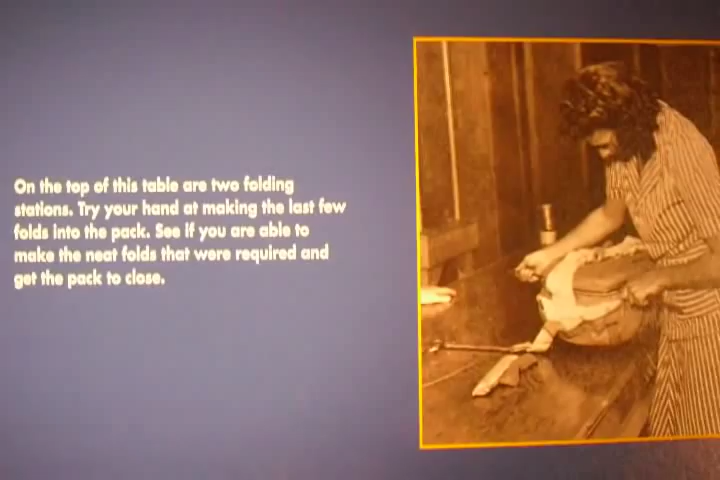 On the top of this table are two folding
stations. Try your hand at making the last few
folds into the pack. See if you are able to
make the neat folds that were required and
get the pack to close.